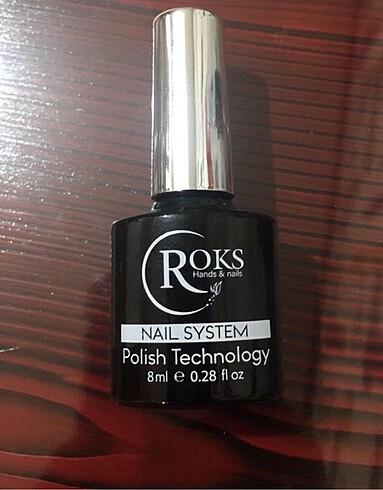 ROKS
Hands & nails
NAIL SYSTEM
Polish Technology
8ml ℮ 0.28 fl oz